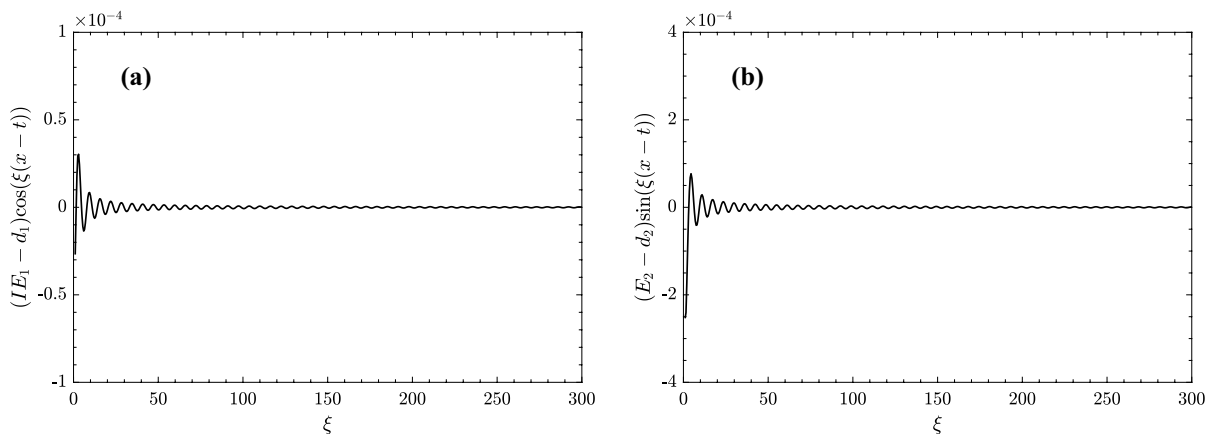 ×10⁻⁴
(a)
(IE₁ − d₁)cos(ξ(x − t))
1
0.5
0
-0.5
-1
0 50 100 150 200 250 300
ξ
×10⁻⁴
(b)
(E₂ − d₂)sin(ξ(x − t))
4
2
0
-2
-4
0 50 100 150 200 250 300
ξ